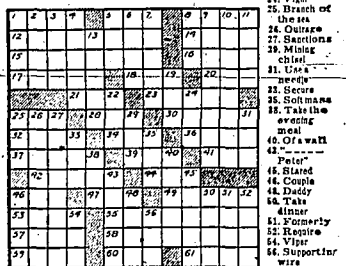 1 2 3 4 5 6 7 8 9 10 11
12 13 14
15 16
17 18 19 20
21 22 23 24
25 26 27 28 29 30 31
32 33 34 35 36
37 38 39 40 41
42 43 44 45
46 47 48 49 50 51 52
53 54 55 56
57 58
59 60 61
25. Branch of
the sea
26. Outrage
27. Sanctions
29. Mining
chisel
31. Use a
needle
33. Secure
35. Soft mass
38. Take the
evening
meal
40. Of a wall
43. "-----
Peter"
45. Stated
46. Couple
48. Daddy
50. Take
dinner
51. Formerly
52. Require
54. Viper
56. Supporting
wire